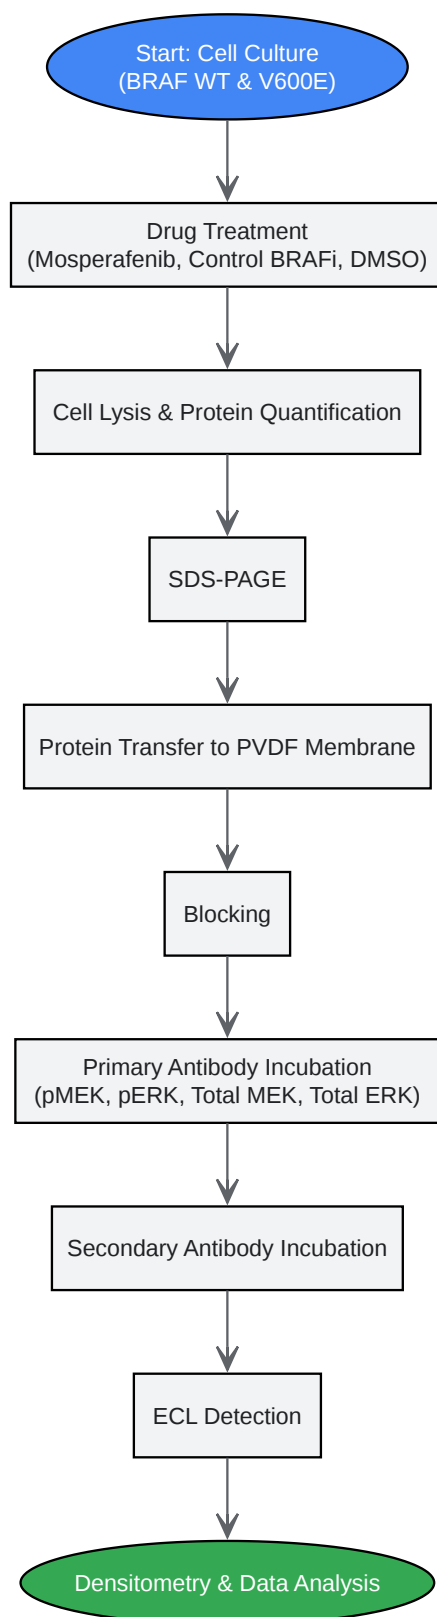 Start: Cell Culture
(BRAF WT & V600E)
Drug Treatment
(Mosperafenib, Control BRAFi, DMSO)
Cell Lysis & Protein Quantification
SDS-PAGE
Protein Transfer to PVDF Membrane
Blocking
Primary Antibody Incubation
(pMEK, pERK, Total MEK, Total ERK)
Secondary Antibody Incubation
ECL Detection
Densitometry & Data Analysis